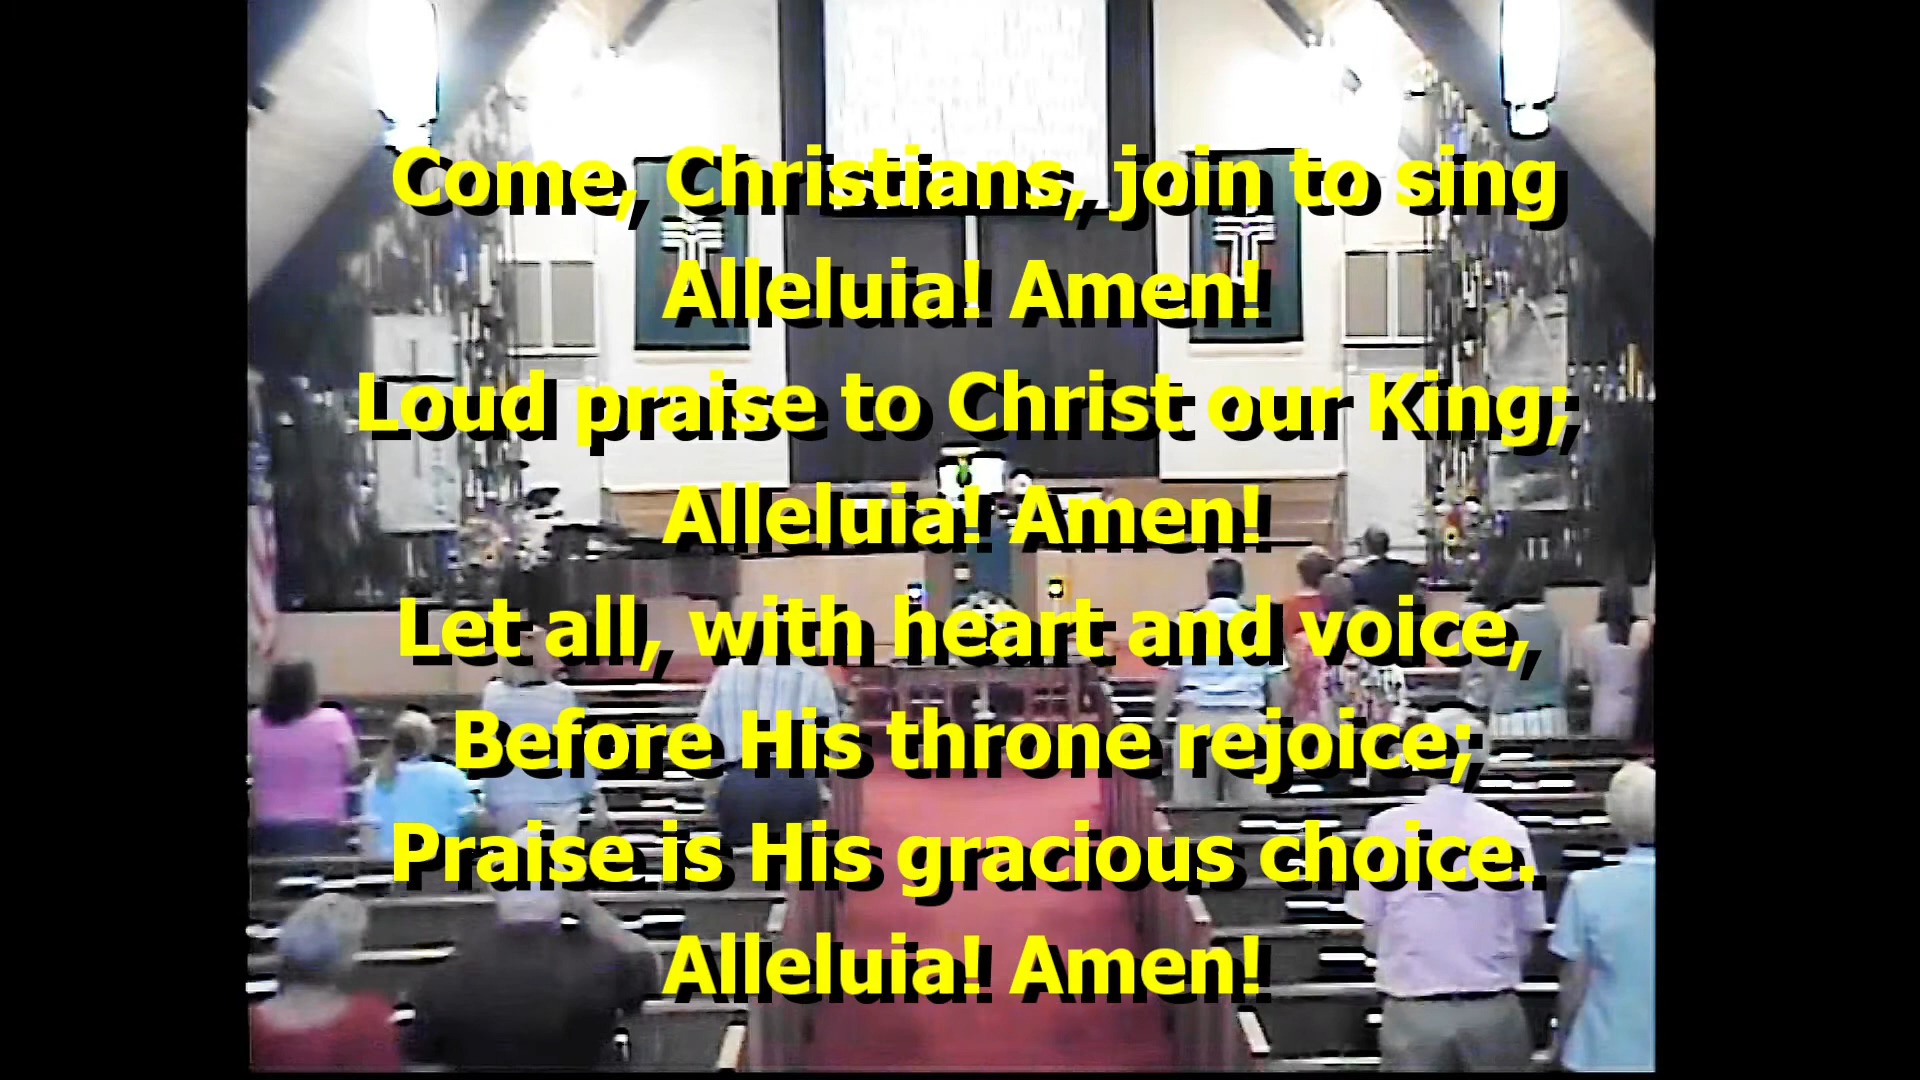 Come, Christians, join to sing
Alleluia! Amen!
Loud praise to Christ our King;
Alleluia! Amen!
Let all, with heart and voice,
Before His throne rejoice;
Praise is His gracious choice.
Alleluia! Amen!